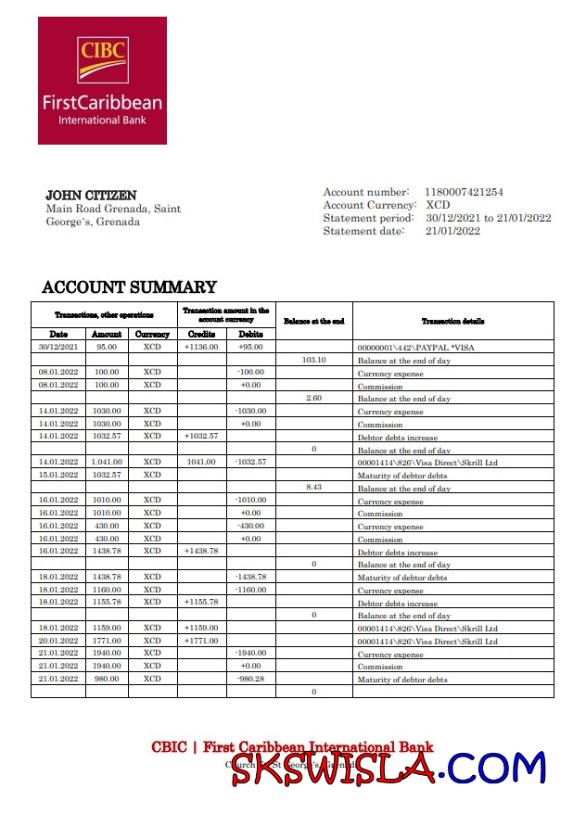 CIBC
FirstCaribbean
International Bank
JOHN CITIZEN
Main Road Grenada, Saint
George's, Grenada
Account number: 1180007421254
Account Currency: XCD
Statement period: 30/12/2021 to 21/01/2022
Statement date: 21/01/2022
ACCOUNT SUMMARY
Transactions, other operations | Transaction amount in the account currency | Balance at the end | Transaction details
Date Amount Currency Credits Debits
30/12/2021 95.00 XCD +1136.00 +95.00 00000001\442\PAYPAL *VISA
103.10 Balance at the end of day
08.01.2022 100.00 XCD -100.00 Currency expense
08.01.2022 100.00 XCD +0.00 Commission
2.60 Balance at the end of day
14.01.2022 1030.00 XCD -1030.00 Currency expense
14.01.2022 1030.00 XCD +0.00 Commission
14.01.2022 1032.57 XCD +1032.57 Debtor debts increase
0 Balance at the end of day
14.01.2022 1.041.00 XCD 1041.00 -1032.57 00001414\826\Visa Direct\Skrill Ltd
15.01.2022 1032.57 XCD Maturity of debtor debts
8.43 Balance at the end of day
16.01.2022 1010.00 XCD -1010.00 Currency expense
16.01.2022 1010.00 XCD +0.00 Commission
16.01.2022 430.00 XCD -430.00 Currency expense
16.01.2022 430.00 XCD +0.00 Commission
16.01.2022 1438.78 XCD +1438.78 Debtor debts increase
0 Balance at the end of day
18.01.2022 1438.78 XCD -1438.78 Maturity of debtor debts
18.01.2022 1160.00 XCD -1160.00 Currency expense
18.01.2022 1155.78 XCD +1155.78 Debtor debts increase
0 Balance at the end of day
18.01.2022 1159.00 XCD +1159.00 00001414\826\Visa Direct\Skrill Ltd
20.01.2022 1771.00 XCD +1771.00 00001414\826\Visa Direct\Skrill Ltd
21.01.2022 1940.00 XCD -1940.00 Currency expense
21.01.2022 1940.00 XCD +0.00 Commission
21.01.2022 980.00 XCD -980.28 Maturity of debtor debts
0
CBIC | First Caribbean International Bank
SKSWISLA.COM